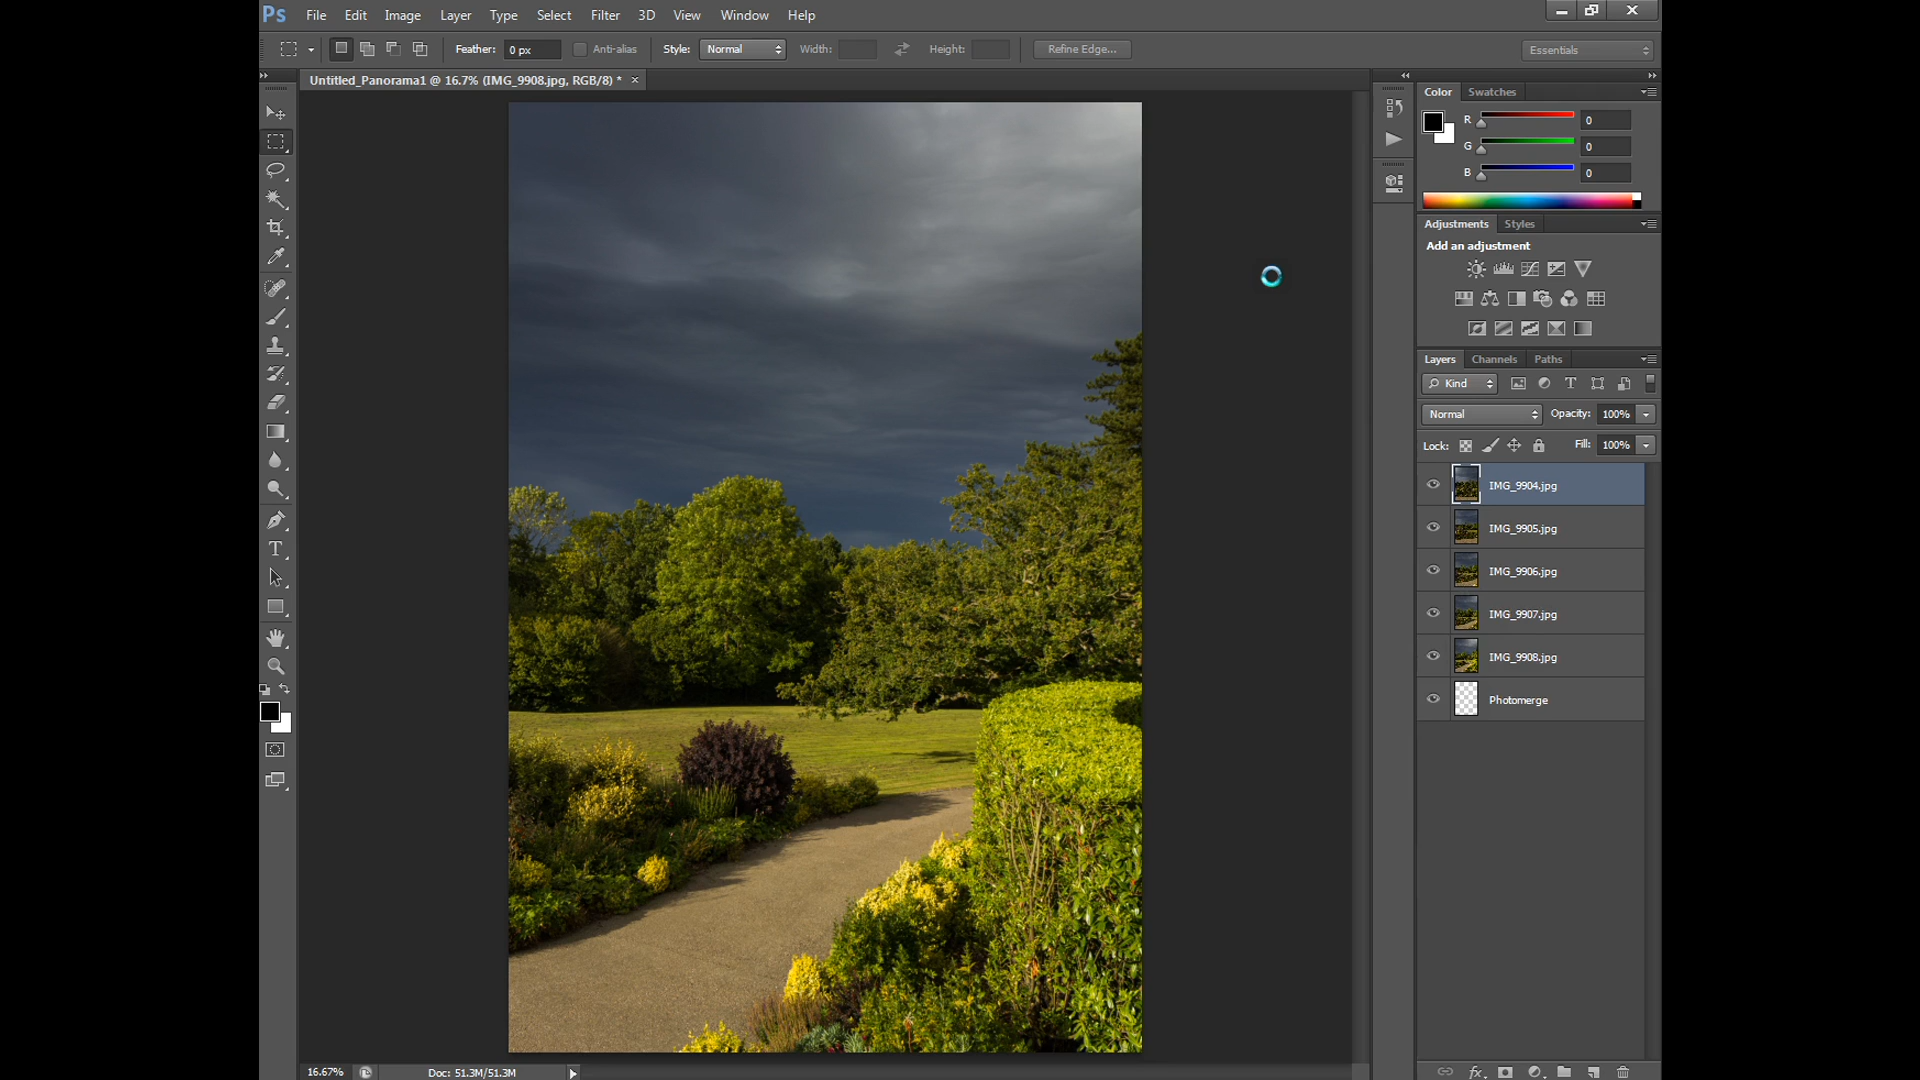 Ps File Edit Image Layer Type Select Filter 3D View Window Help
Feather: 0 px Anti-alias Style: Normal Width: Height: Refine Edge... Essentials
Untitled_Panorama1 @ 16.7% (IMG_9908.jpg, RGB/8) * ×
Color Swatches
R 0
G 0
B 0
Adjustments Styles
Add an adjustment
Layers Channels Paths
Kind
Normal Opacity: 100%
Lock: Fill: 100%
IMG_9904.jpg
IMG_9905.jpg
IMG_9906.jpg
IMG_9907.jpg
IMG_9908.jpg
Photomerge
16.67% Doc: 51.3M/51.3M